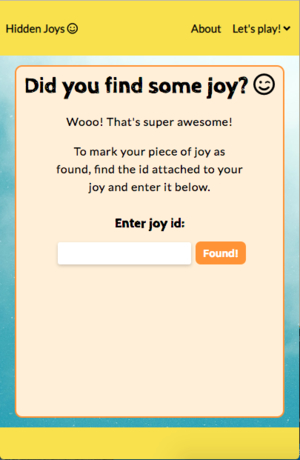 Hidden Joys
About Let's play!
Did you find some joy?
Wooo! That's super awesome!
To mark your piece of joy as
found, find the id attached to your
joy and enter it below.
Enter joy id:
Found!